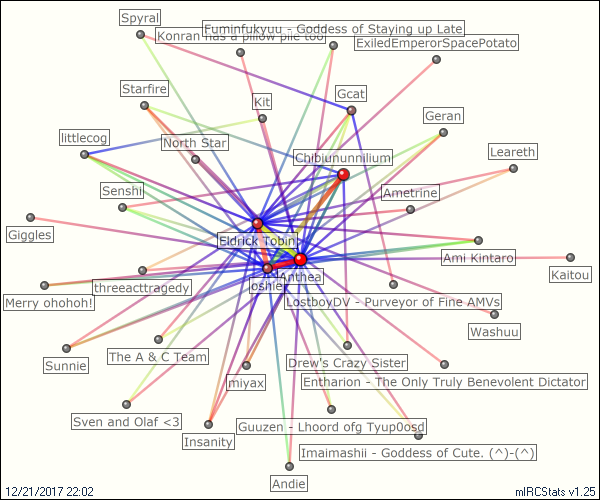 Spyral
Fuminfukyuu - Goddess of Staying up Late
Konran has a pillow pile too
ExiledEmperorSpacePotato
Starfire
Gcat
Kit
Geran
littlecog
North Star
Chibiununnilium
Leareth
Senshi
Ametrine
Giggles
Eldrick Tobin
Ami Kintaro
Kaitou
threeacttragedy
oshie
Anthea
Merry ohohoh!
LostboyDV - Purveyor of Fine AMVs
Washuu
The A & C Team
Drew's Crazy Sister
Sunnie
miyax
Entharion - The Only Truly Benevolent Dictator
Sven and Olaf <3
Guuzen - Lhoord ofg Tyup0osd
Insanity
Imaimashii - Goddess of Cute. (^)-(^)
Andie
12/21/2017 22:02
mIRCStats v1.25